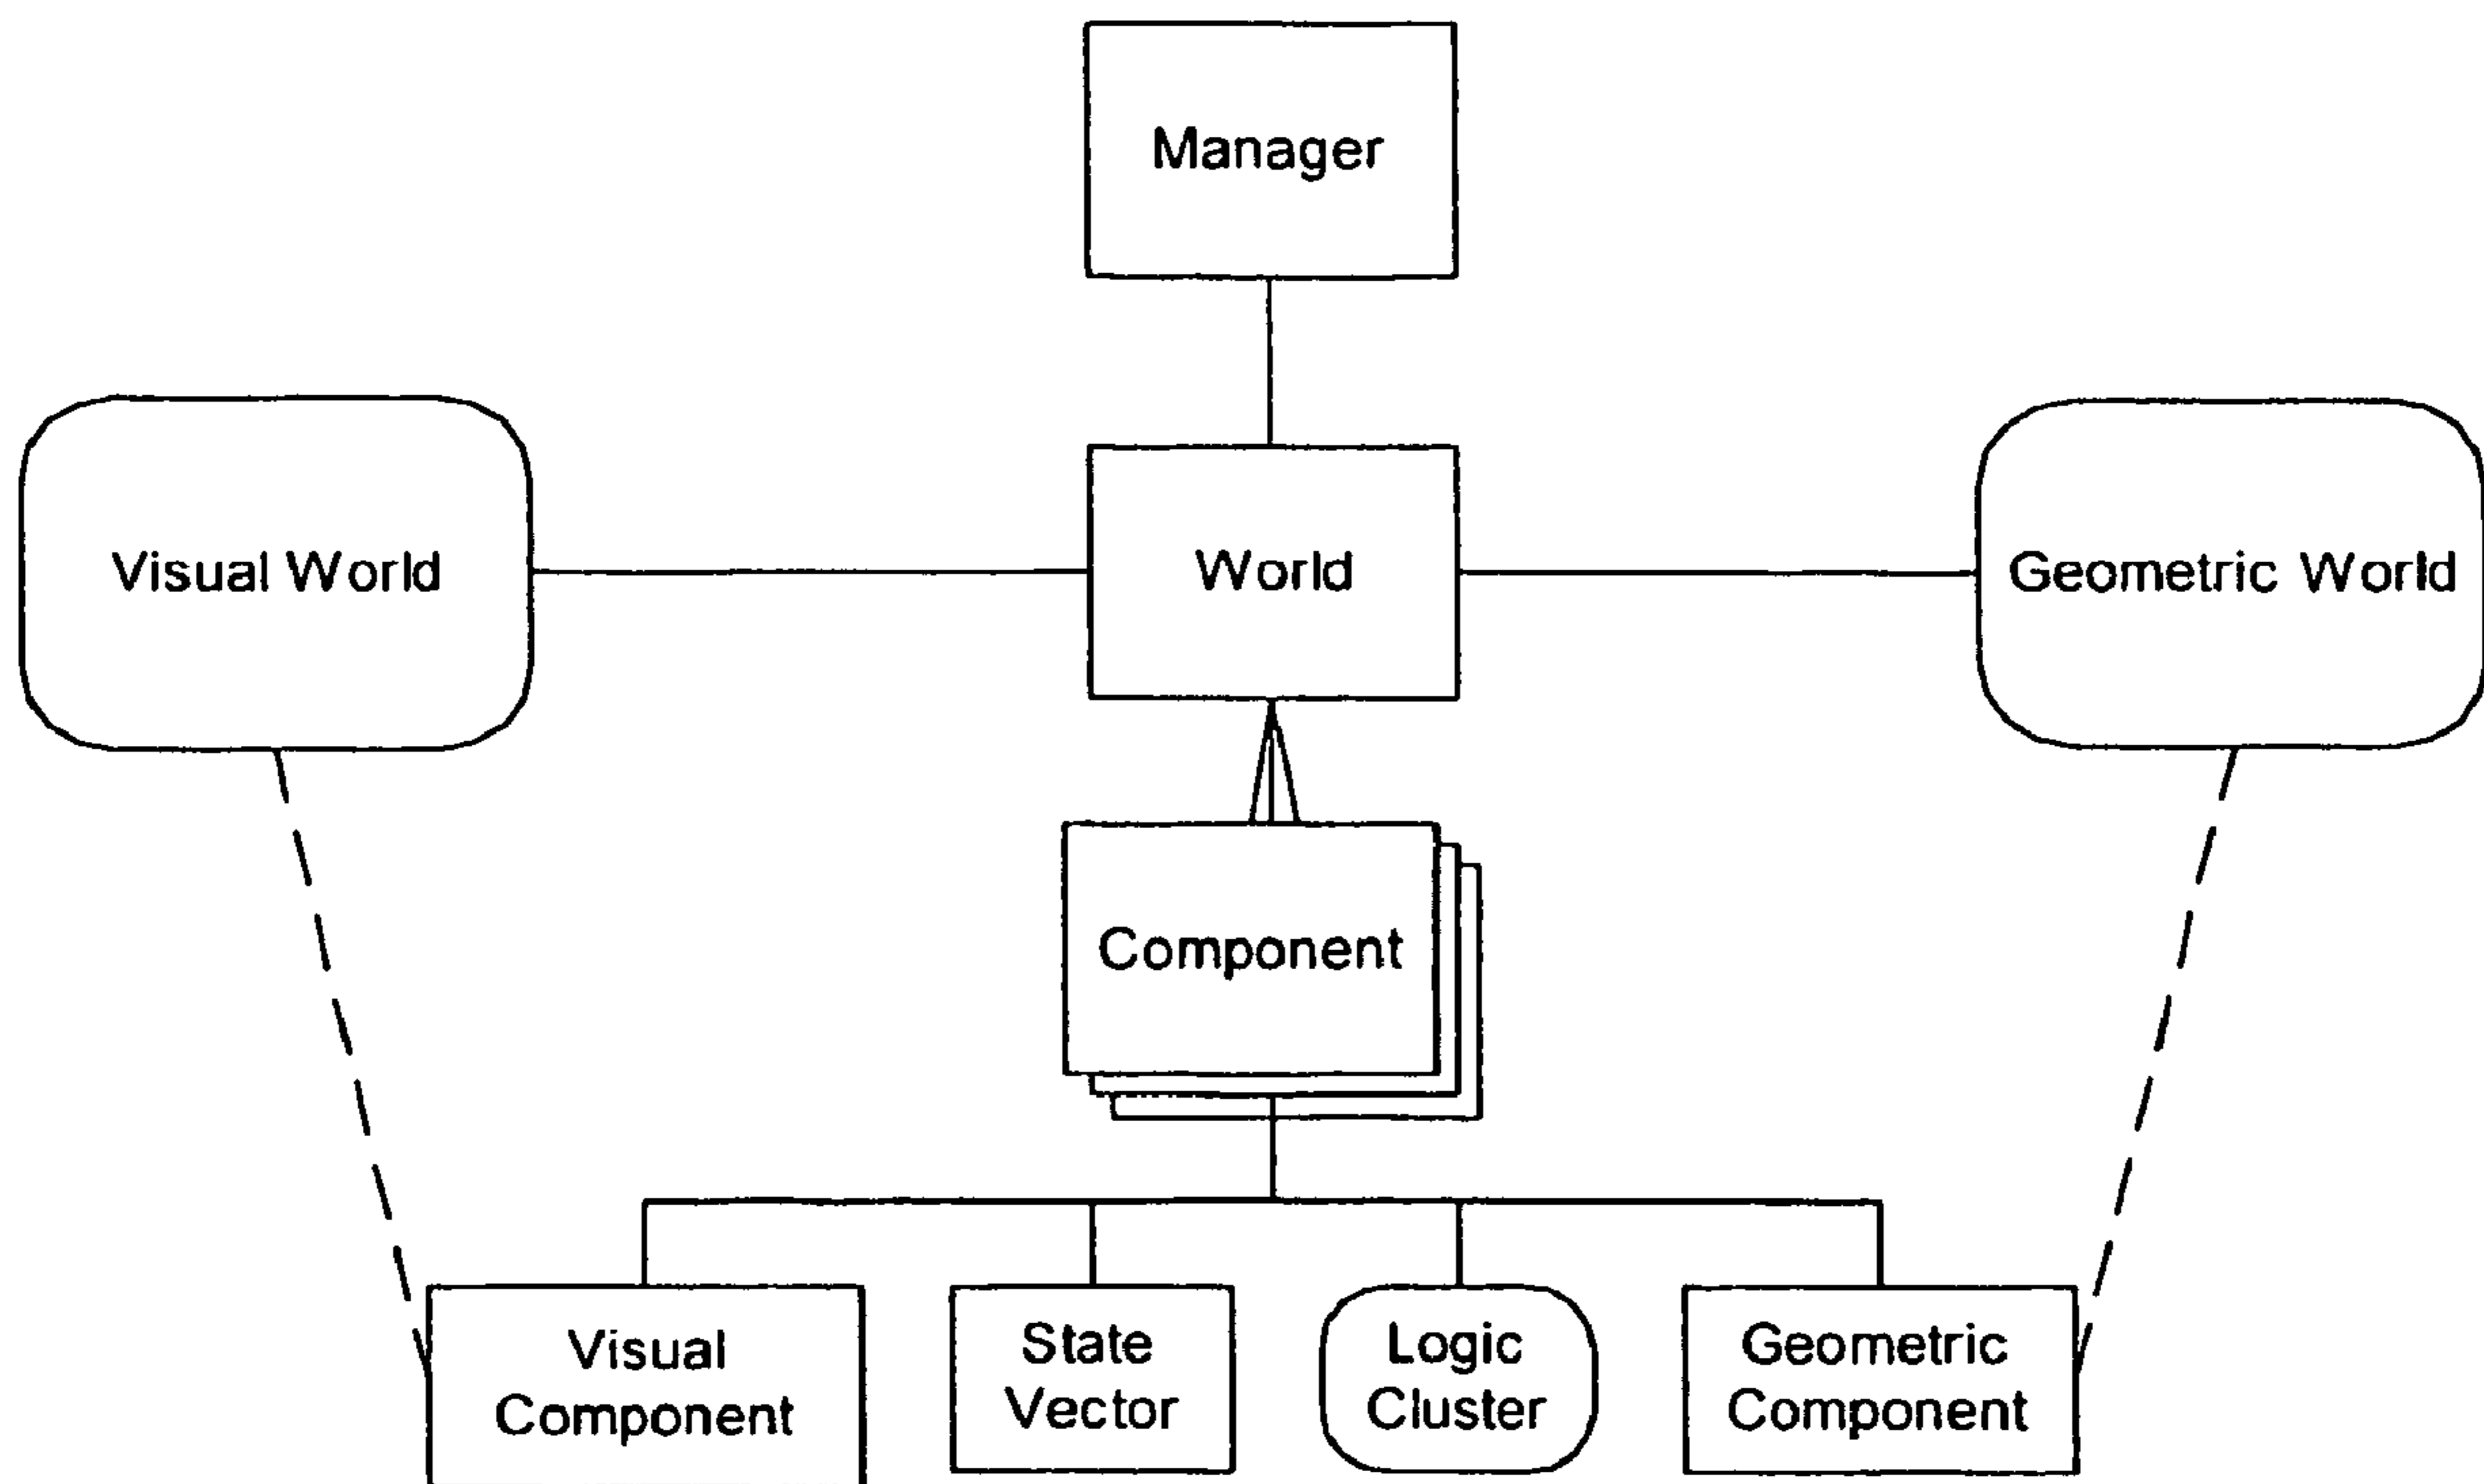 Manager
Visual World
World
Geometric World
Component
Visual
Component
State
Vector
Logic
Cluster
Geometric
Component